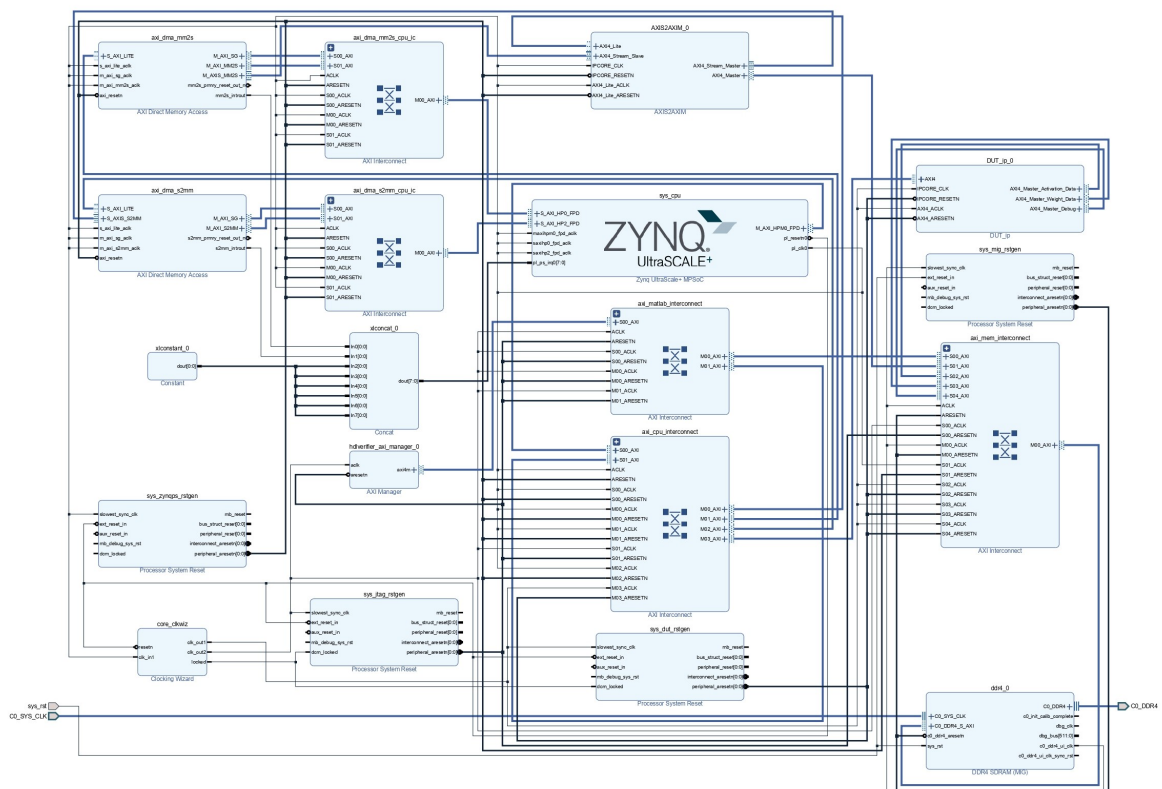 axi_dma_mm2s
S_AXI_LITE
s_axi_lite_aclk
m_axi_sg_aclk
m_axi_mm2s_aclk
axi_resetn
M_AXI_SG
M_AXI_MM2S
M_AXIS_MM2S
mm2s_prmry_reset_out_n
mm2s_introut
AXI Direct Memory Access
axi_dma_mm2s_cpu_ic
S00_AXI
S01_AXI
ACLK
ARESETN
S00_ACLK
S00_ARESETN
M00_ACLK
M00_ARESETN
S01_ACLK
S01_ARESETN
M00_AXI
AXI Interconnect
AXIS2AXIM_0
AXI4_Lite
AXI4_Stream_Slave
IPCORE_CLK
IPCORE_RESETN
AXI4_Lite_ACLK
AXI4_Lite_ARESETN
AXI4_Stream_Master
AXI4_Master
AXIS2AXIM
DUT_ip_0
AXI4
IPCORE_CLK
IPCORE_RESETN
AXI4_ACLK
AXI4_ARESETN
AXI4_Master_Activation_Data
AXI4_Master_Weight_Data
AXI4_Master_Debug
DUT_ip
axi_dma_s2mm
S_AXI_LITE
S_AXIS_S2MM
s_axi_lite_aclk
m_axi_sg_aclk
m_axi_s2mm_aclk
axi_resetn
M_AXI_SG
M_AXI_S2MM
s2mm_prmry_reset_out_n
s2mm_introut
AXI Direct Memory Access
axi_dma_s2mm_cpu_ic
S00_AXI
S01_AXI
ACLK
ARESETN
S00_ACLK
S00_ARESETN
M00_ACLK
M00_ARESETN
S01_ACLK
S01_ARESETN
M00_AXI
AXI Interconnect
sys_cpu
S_AXI_HP0_FPD
S_AXI_HP2_FPD
maxihpm0_fpd_aclk
saxihp0_fpd_aclk
saxihp2_fpd_aclk
pl_ps_irq0[7:0]
ZYNQ
UltraSCALE+
M_AXI_HPM0_FPD
pl_resetn0
pl_clk0
Zynq UltraScale+ MPSoC
sys_mig_rstgen
slowest_sync_clk
ext_reset_in
aux_reset_in
mb_debug_sys_rst
dcm_locked
mb_reset
bus_struct_reset[0:0]
peripheral_reset[0:0]
interconnect_aresetn[0:0]
peripheral_aresetn[0:0]
Processor System Reset
axi_matlab_interconnect
S00_AXI
ACLK
ARESETN
S00_ACLK
S00_ARESETN
M00_ACLK
M00_ARESETN
M01_ACLK
M01_ARESETN
M00_AXI
M01_AXI
AXI Interconnect
xlconstant_0
dout[0:0]
Constant
xlconcat_0
In0[0:0]
In1[0:0]
In2[0:0]
In3[0:0]
In4[0:0]
In5[0:0]
In6[0:0]
In7[0:0]
dout[7:0]
Concat
axi_mem_interconnect
S00_AXI
S01_AXI
S02_AXI
S03_AXI
S04_AXI
ACLK
ARESETN
S00_ACLK
S00_ARESETN
M00_ACLK
M00_ARESETN
S01_ACLK
S01_ARESETN
S02_ACLK
S02_ARESETN
S03_ACLK
S03_ARESETN
S04_ACLK
S04_ARESETN
M00_AXI
AXI Interconnect
hdlverifier_axi_manager_0
aclk
aresetn
axi4m
AXI Manager
axi_cpu_interconnect
S00_AXI
S01_AXI
ACLK
ARESETN
S00_ACLK
S00_ARESETN
M00_ACLK
M00_ARESETN
M01_ACLK
M01_ARESETN
S01_ACLK
S01_ARESETN
M02_ACLK
M02_ARESETN
M03_ACLK
M03_ARESETN
M00_AXI
M01_AXI
M02_AXI
M03_AXI
AXI Interconnect
sys_zynqps_rstgen
slowest_sync_clk
ext_reset_in
aux_reset_in
mb_debug_sys_rst
dcm_locked
mb_reset
bus_struct_reset[0:0]
peripheral_reset[0:0]
interconnect_aresetn[0:0]
peripheral_aresetn[0:0]
Processor System Reset
sys_jtag_rstgen
slowest_sync_clk
ext_reset_in
aux_reset_in
mb_debug_sys_rst
dcm_locked
mb_reset
bus_struct_reset[0:0]
peripheral_reset[0:0]
interconnect_aresetn[0:0]
peripheral_aresetn[0:0]
Processor System Reset
core_clkwiz
resetn
clk_in1
clk_out1
clk_out2
locked
Clocking Wizard
sys_dut_rstgen
slowest_sync_clk
ext_reset_in
aux_reset_in
mb_debug_sys_rst
dcm_locked
mb_reset
bus_struct_reset[0:0]
peripheral_reset[0:0]
interconnect_aresetn[0:0]
peripheral_aresetn[0:0]
Processor System Reset
sys_rst
C0_SYS_CLK
ddr4_0
C0_SYS_CLK
C0_DDR4_S_AXI
c0_ddr4_aresetn
sys_rst
C0_DDR4
c0_init_calib_complete
dbg_clk
dbg_bus[511:0]
c0_ddr4_ui_clk
c0_ddr4_ui_clk_sync_rst
DDR4 SDRAM (MIG)
C0_DDR4